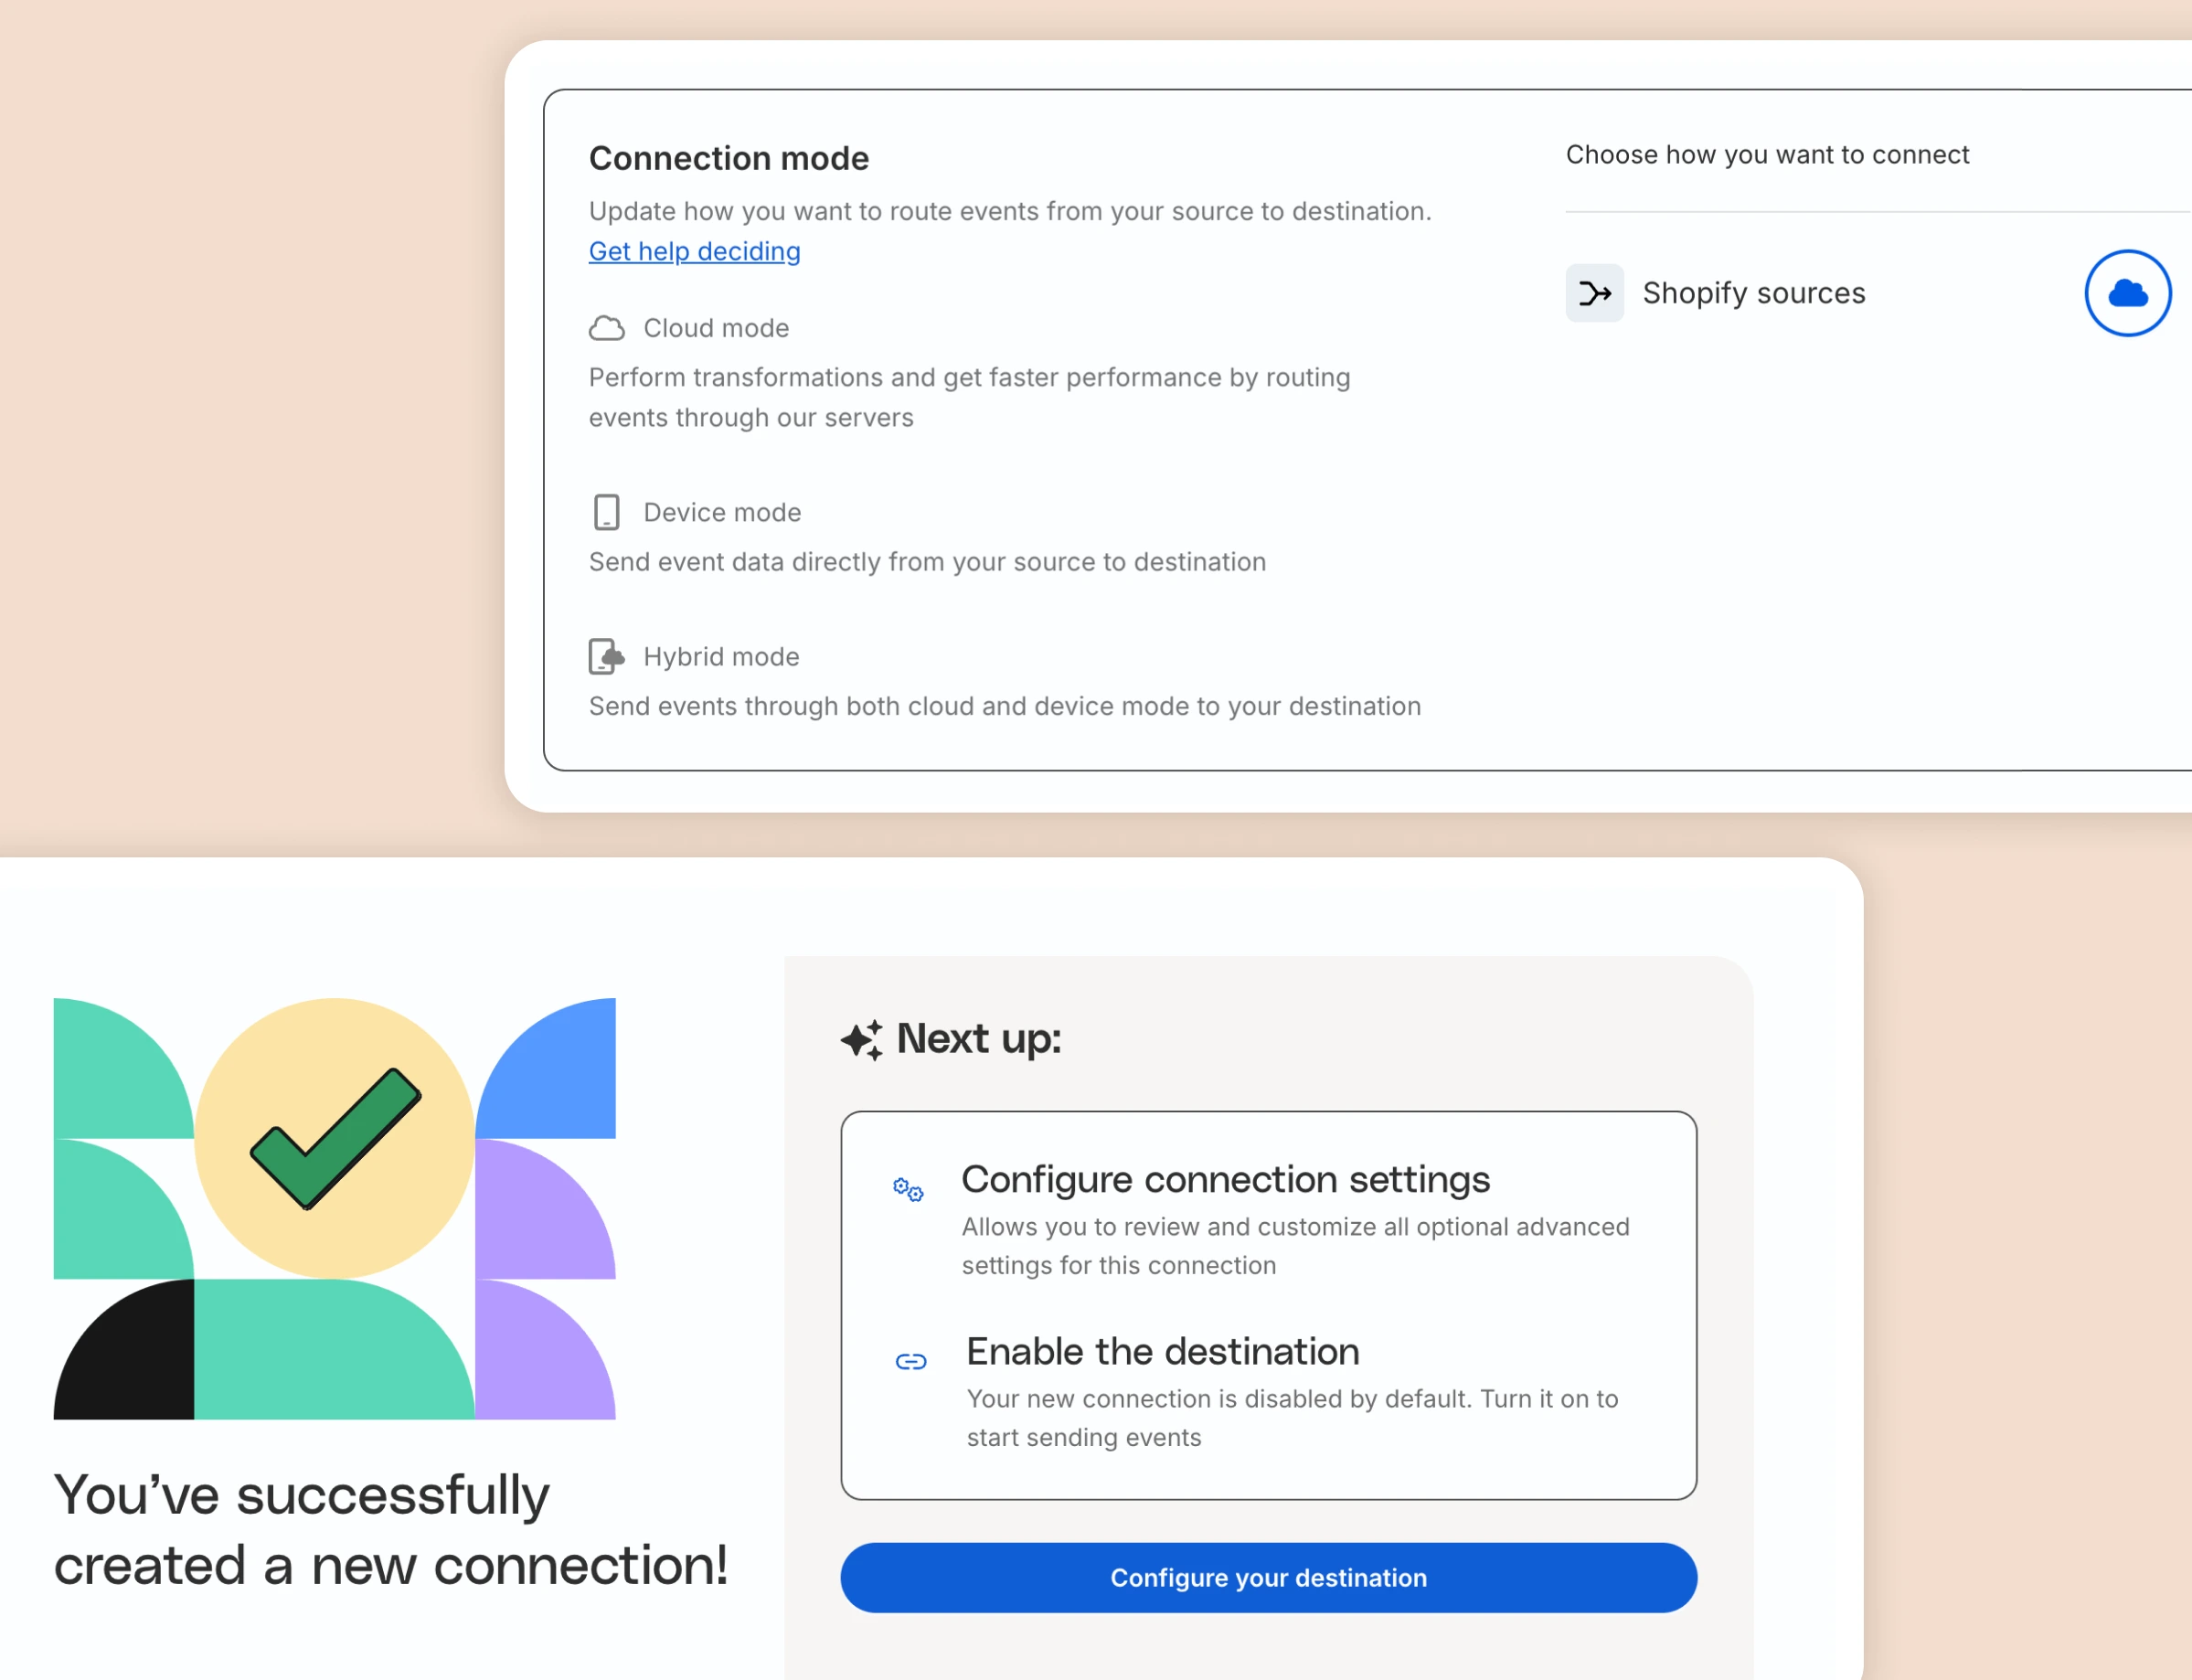 Connection mode
Update how you want to route events from your source to destination.
Get help deciding
Cloud mode
Perform transformations and get faster performance by routing
events through our servers
Device mode
Send event data directly from your source to destination
Hybrid mode
Send events through both cloud and device mode to your destination
Choose how you want to connect
Shopify sources
You’ve successfully
created a new connection!
Next up:
Configure connection settings
Allows you to review and customize all optional advanced
settings for this connection
Enable the destination
Your new connection is disabled by default. Turn it on to
start sending events
Configure your destination